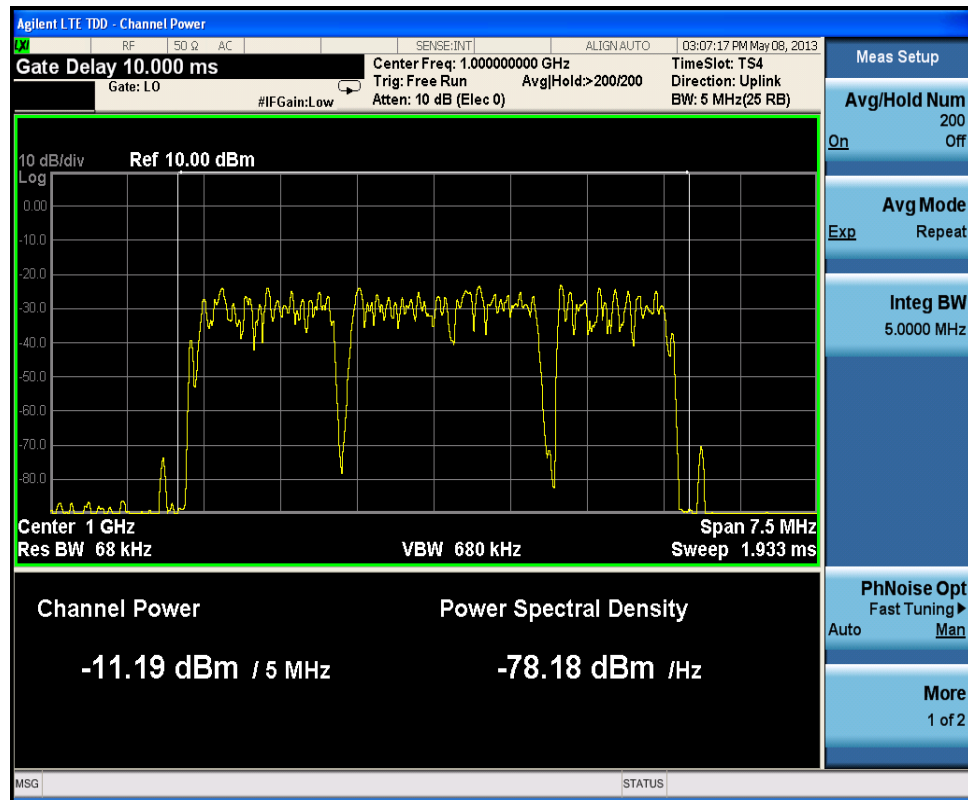 Agilent LTE TDD - Channel Power
LXI RF 50 Ω AC SENSE:INT ALIGN AUTO 03:07:17 PM May 08, 2013
Gate Delay 10.000 ms
Gate: LO
#IFGain:Low
Center Freq: 1.000000000 GHz
Trig: Free Run Avg|Hold:>200/200
Atten: 10 dB (Elec 0)
TimeSlot: TS4
Direction: Uplink
BW: 5 MHz(25 RB)
10 dB/div Ref 10.00 dBm
Log
0.00
-10.0
-20.0
-30.0
-40.0
-50.0
-60.0
-70.0
-80.0
Center 1 GHz Span 7.5 MHz
Res BW 68 kHz VBW 680 kHz Sweep 1.933 ms
Channel Power Power Spectral Density
-11.19 dBm / 5 MHz -78.18 dBm /Hz
Meas Setup
Avg/Hold Num
200
On Off
Avg Mode
Exp Repeat
Integ BW
5.0000 MHz
PhNoise Opt
Fast Tuning
Auto Man
More
1 of 2
MSG STATUS